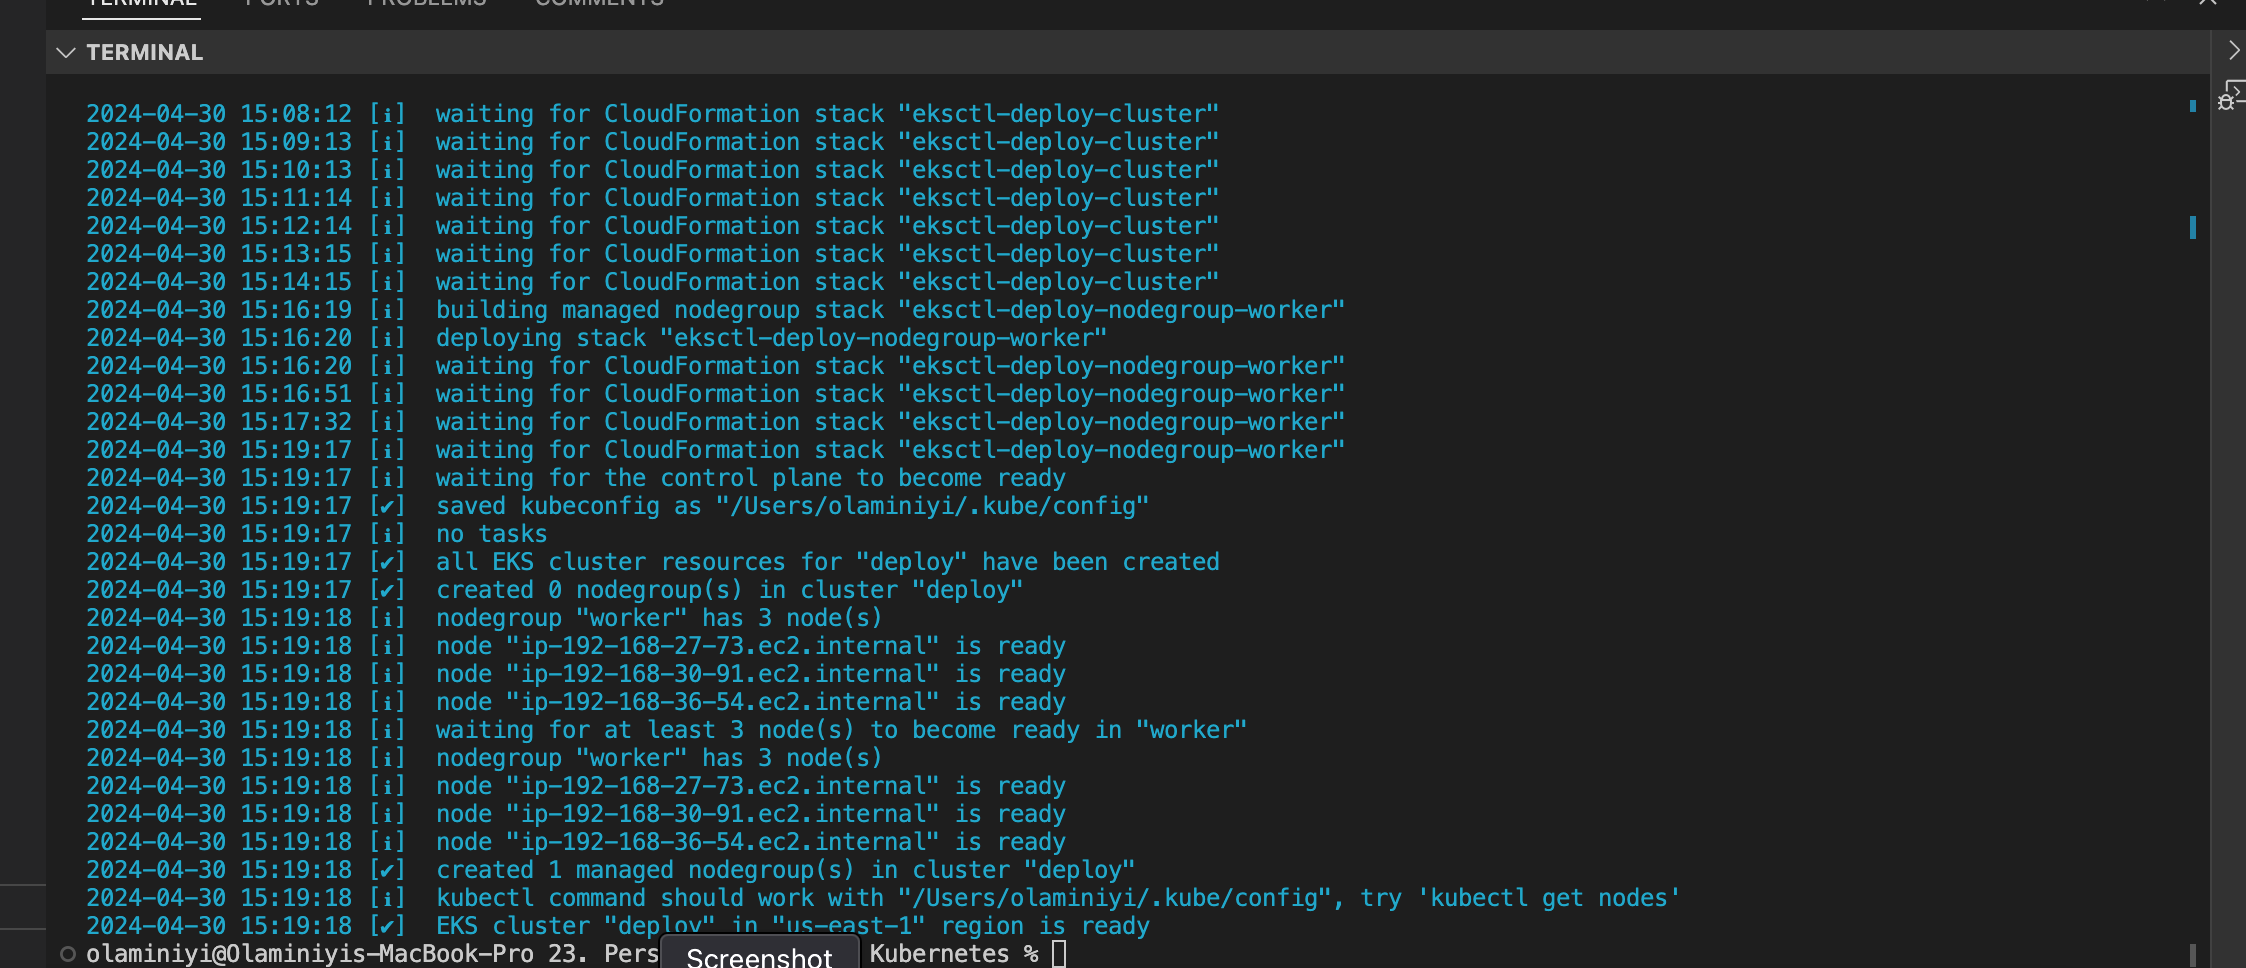 TERMINAL PORTS PROBLEMS COMMENTS
TERMINAL
2024-04-30 15:08:12 [ℹ]  waiting for CloudFormation stack "eksctl-deploy-cluster"
2024-04-30 15:09:13 [ℹ]  waiting for CloudFormation stack "eksctl-deploy-cluster"
2024-04-30 15:10:13 [ℹ]  waiting for CloudFormation stack "eksctl-deploy-cluster"
2024-04-30 15:11:14 [ℹ]  waiting for CloudFormation stack "eksctl-deploy-cluster"
2024-04-30 15:12:14 [ℹ]  waiting for CloudFormation stack "eksctl-deploy-cluster"
2024-04-30 15:13:15 [ℹ]  waiting for CloudFormation stack "eksctl-deploy-cluster"
2024-04-30 15:14:15 [ℹ]  waiting for CloudFormation stack "eksctl-deploy-cluster"
2024-04-30 15:16:19 [ℹ]  building managed nodegroup stack "eksctl-deploy-nodegroup-worker"
2024-04-30 15:16:20 [ℹ]  deploying stack "eksctl-deploy-nodegroup-worker"
2024-04-30 15:16:20 [ℹ]  waiting for CloudFormation stack "eksctl-deploy-nodegroup-worker"
2024-04-30 15:16:51 [ℹ]  waiting for CloudFormation stack "eksctl-deploy-nodegroup-worker"
2024-04-30 15:17:32 [ℹ]  waiting for CloudFormation stack "eksctl-deploy-nodegroup-worker"
2024-04-30 15:19:17 [ℹ]  waiting for CloudFormation stack "eksctl-deploy-nodegroup-worker"
2024-04-30 15:19:17 [ℹ]  waiting for the control plane to become ready
2024-04-30 15:19:17 [✔]  saved kubeconfig as "/Users/olaminiyi/.kube/config"
2024-04-30 15:19:17 [ℹ]  no tasks
2024-04-30 15:19:17 [✔]  all EKS cluster resources for "deploy" have been created
2024-04-30 15:19:17 [✔]  created 0 nodegroup(s) in cluster "deploy"
2024-04-30 15:19:18 [ℹ]  nodegroup "worker" has 3 node(s)
2024-04-30 15:19:18 [ℹ]  node "ip-192-168-27-73.ec2.internal" is ready
2024-04-30 15:19:18 [ℹ]  node "ip-192-168-30-91.ec2.internal" is ready
2024-04-30 15:19:18 [ℹ]  node "ip-192-168-36-54.ec2.internal" is ready
2024-04-30 15:19:18 [ℹ]  waiting for at least 3 node(s) to become ready in "worker"
2024-04-30 15:19:18 [ℹ]  nodegroup "worker" has 3 node(s)
2024-04-30 15:19:18 [ℹ]  node "ip-192-168-27-73.ec2.internal" is ready
2024-04-30 15:19:18 [ℹ]  node "ip-192-168-30-91.ec2.internal" is ready
2024-04-30 15:19:18 [ℹ]  node "ip-192-168-36-54.ec2.internal" is ready
2024-04-30 15:19:18 [✔]  created 1 managed nodegroup(s) in cluster "deploy"
2024-04-30 15:19:18 [ℹ]  kubectl command should work with "/Users/olaminiyi/.kube/config", try 'kubectl get nodes'
2024-04-30 15:19:18 [✔]  EKS cluster "deploy" in "us-east-1" region is ready
olaminiyi@Olaminiyis-MacBook-Pro 23. Pers Screenshot Kubernetes %